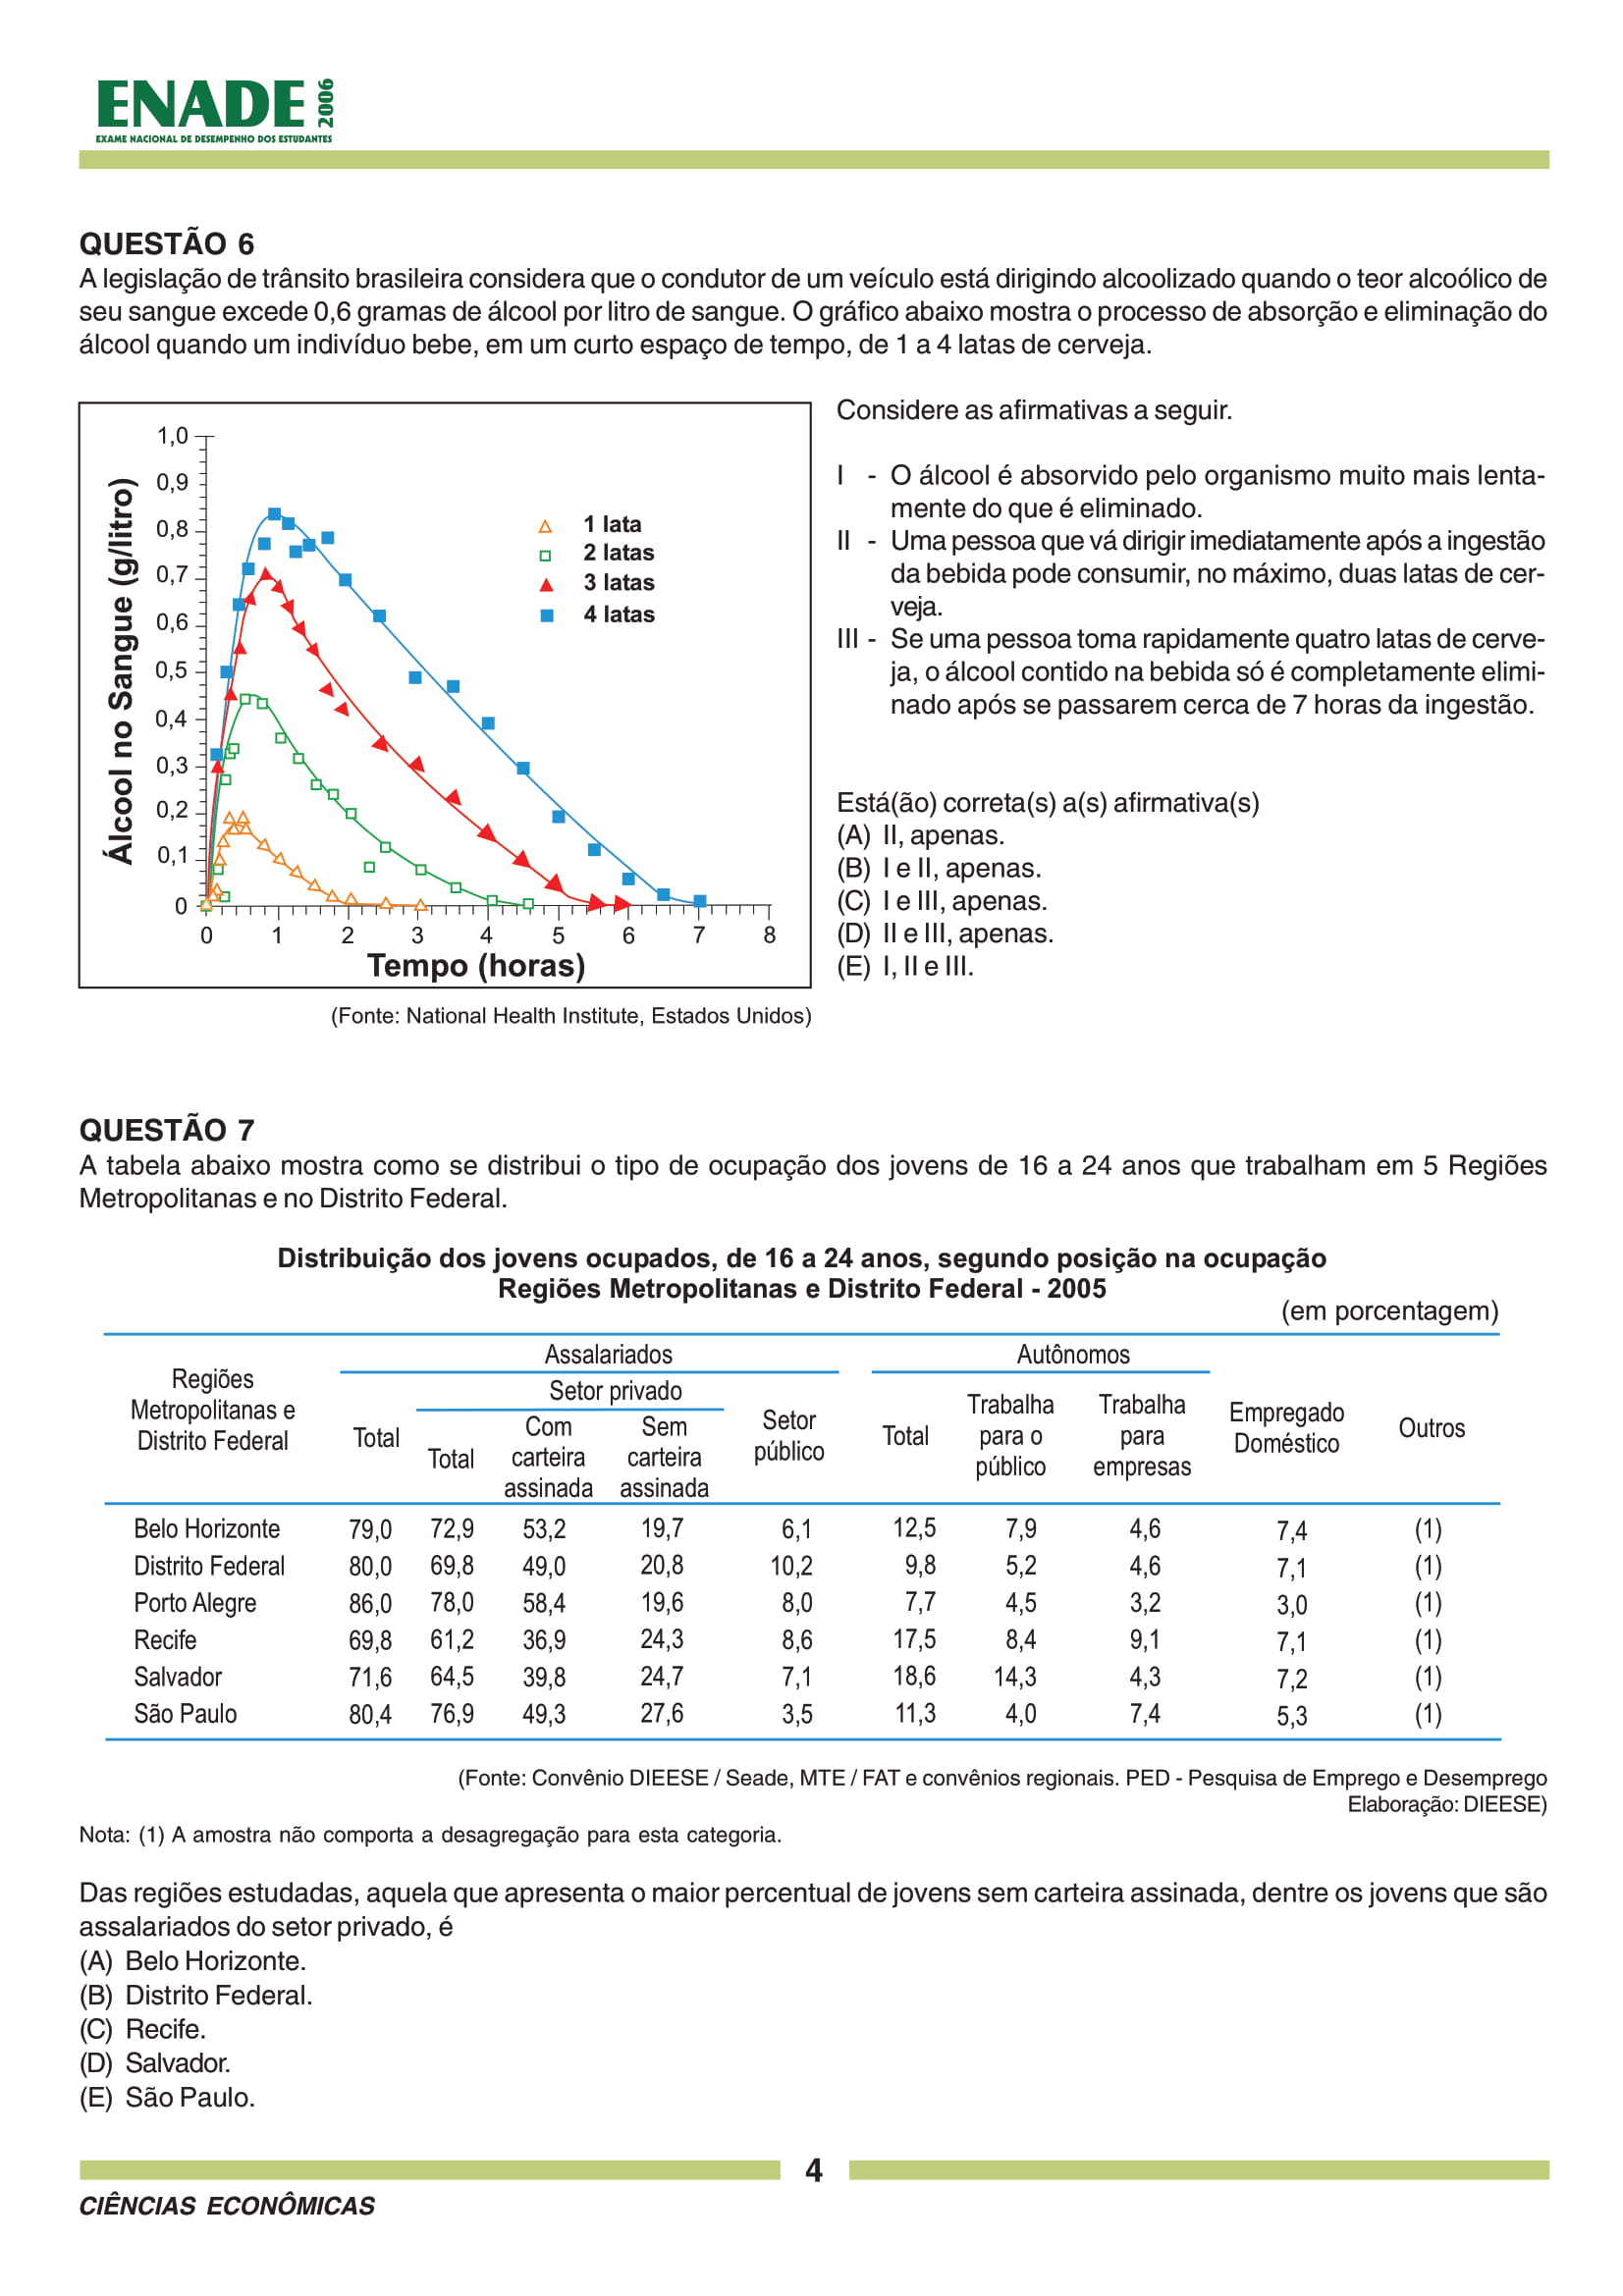 ENADE 2006
EXAME NACIONAL DE DESEMPENHO DOS ESTUDANTES
QUESTÃO 6
A legislação de trânsito brasileira considera que o condutor de um veículo está dirigindo alcoolizado quando o teor alcoólico de
seu sangue excede 0,6 gramas de álcool por litro de sangue. O gráfico abaixo mostra o processo de absorção e eliminação do
álcool quando um indivíduo bebe, em um curto espaço de tempo, de 1 a 4 latas de cerveja.
Álcool no Sangue (g/litro)
1,0
0,9
0,8
0,7
0,6
0,5
0,4
0,3
0,2
0,1
0
1 lata
2 latas
3 latas
4 latas
0 1 2 3 4 5 6 7 8
Tempo (horas)
(Fonte: National Health Institute, Estados Unidos)
Considere as afirmativas a seguir.
I - O álcool é absorvido pelo organismo muito mais lenta-
mente do que é eliminado.
II - Uma pessoa que vá dirigir imediatamente após a ingestão
da bebida pode consumir, no máximo, duas latas de cer-
veja.
III - Se uma pessoa toma rapidamente quatro latas de cerve-
ja, o álcool contido na bebida só é completamente elimi-
nado após se passarem cerca de 7 horas da ingestão.
Está(ão) correta(s) a(s) afirmativa(s)
(A) II, apenas.
(B) I e II, apenas.
(C) I e III, apenas.
(D) II e III, apenas.
(E) I, II e III.
QUESTÃO 7
A tabela abaixo mostra como se distribui o tipo de ocupação dos jovens de 16 a 24 anos que trabalham em 5 Regiões
Metropolitanas e no Distrito Federal.
Distribuição dos jovens ocupados, de 16 a 24 anos, segundo posição na ocupação
Regiões Metropolitanas e Distrito Federal - 2005
(em porcentagem)
Regiões
Metropolitanas e
Distrito Federal
Assalariados
Total
Setor privado
Total
Com
carteira
assinada
Sem
carteira
assinada
Setor
público
Autônomos
Total
Trabalha
para o
público
Trabalha
para
empresas
Empregado
Doméstico
Outros
Belo Horizonte 79,0 72,9 53,2 19,7 6,1 12,5 7,9 4,6 7,4 (1)
Distrito Federal 80,0 69,8 49,0 20,8 10,2 9,8 5,2 4,6 7,1 (1)
Porto Alegre 86,0 78,0 58,4 19,6 8,0 7,7 4,5 3,2 3,0 (1)
Recife 69,8 61,2 36,9 24,3 8,6 17,5 8,4 9,1 7,1 (1)
Salvador 71,6 64,5 39,8 24,7 7,1 18,6 14,3 4,3 7,2 (1)
São Paulo 80,4 76,9 49,3 27,6 3,5 11,3 4,0 7,4 5,3 (1)
(Fonte: Convênio DIEESE / Seade, MTE / FAT e convênios regionais. PED - Pesquisa de Emprego e Desemprego
Elaboração: DIEESE)
Nota: (1) A amostra não comporta a desagregação para esta categoria.
Das regiões estudadas, aquela que apresenta o maior percentual de jovens sem carteira assinada, dentre os jovens que são
assalariados do setor privado, é
(A) Belo Horizonte.
(B) Distrito Federal.
(C) Recife.
(D) Salvador.
(E) São Paulo.
4
CIÊNCIAS ECONÔMICAS